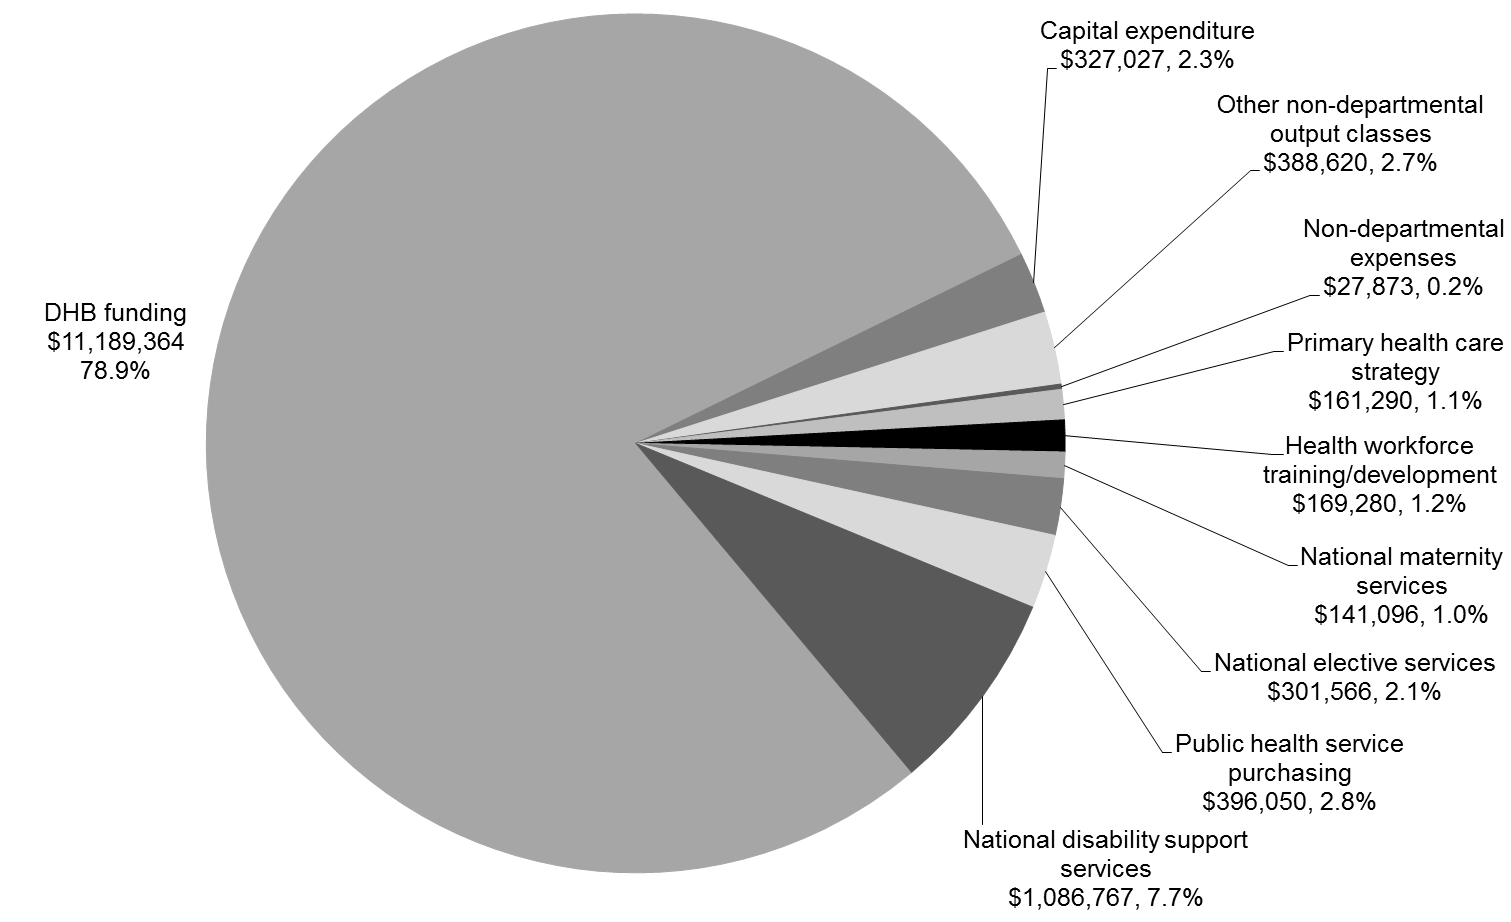 Capital expenditure
$327,027, 2.3%
Other non-departmental
output classes
$388,620, 2.7%
Non-departmental
expenses
$27,873, 0.2%
DHB funding
$11,189,364
78.9%
Primary health care
strategy
$161,290, 1.1%
Health workforce
training/development
$169,280, 1.2%
National maternity
services
$141,096, 1.0%
National elective services
$301,566, 2.1%
Public health service
purchasing
$396,050, 2.8%
National disability support
services
$1,086,767, 7.7%